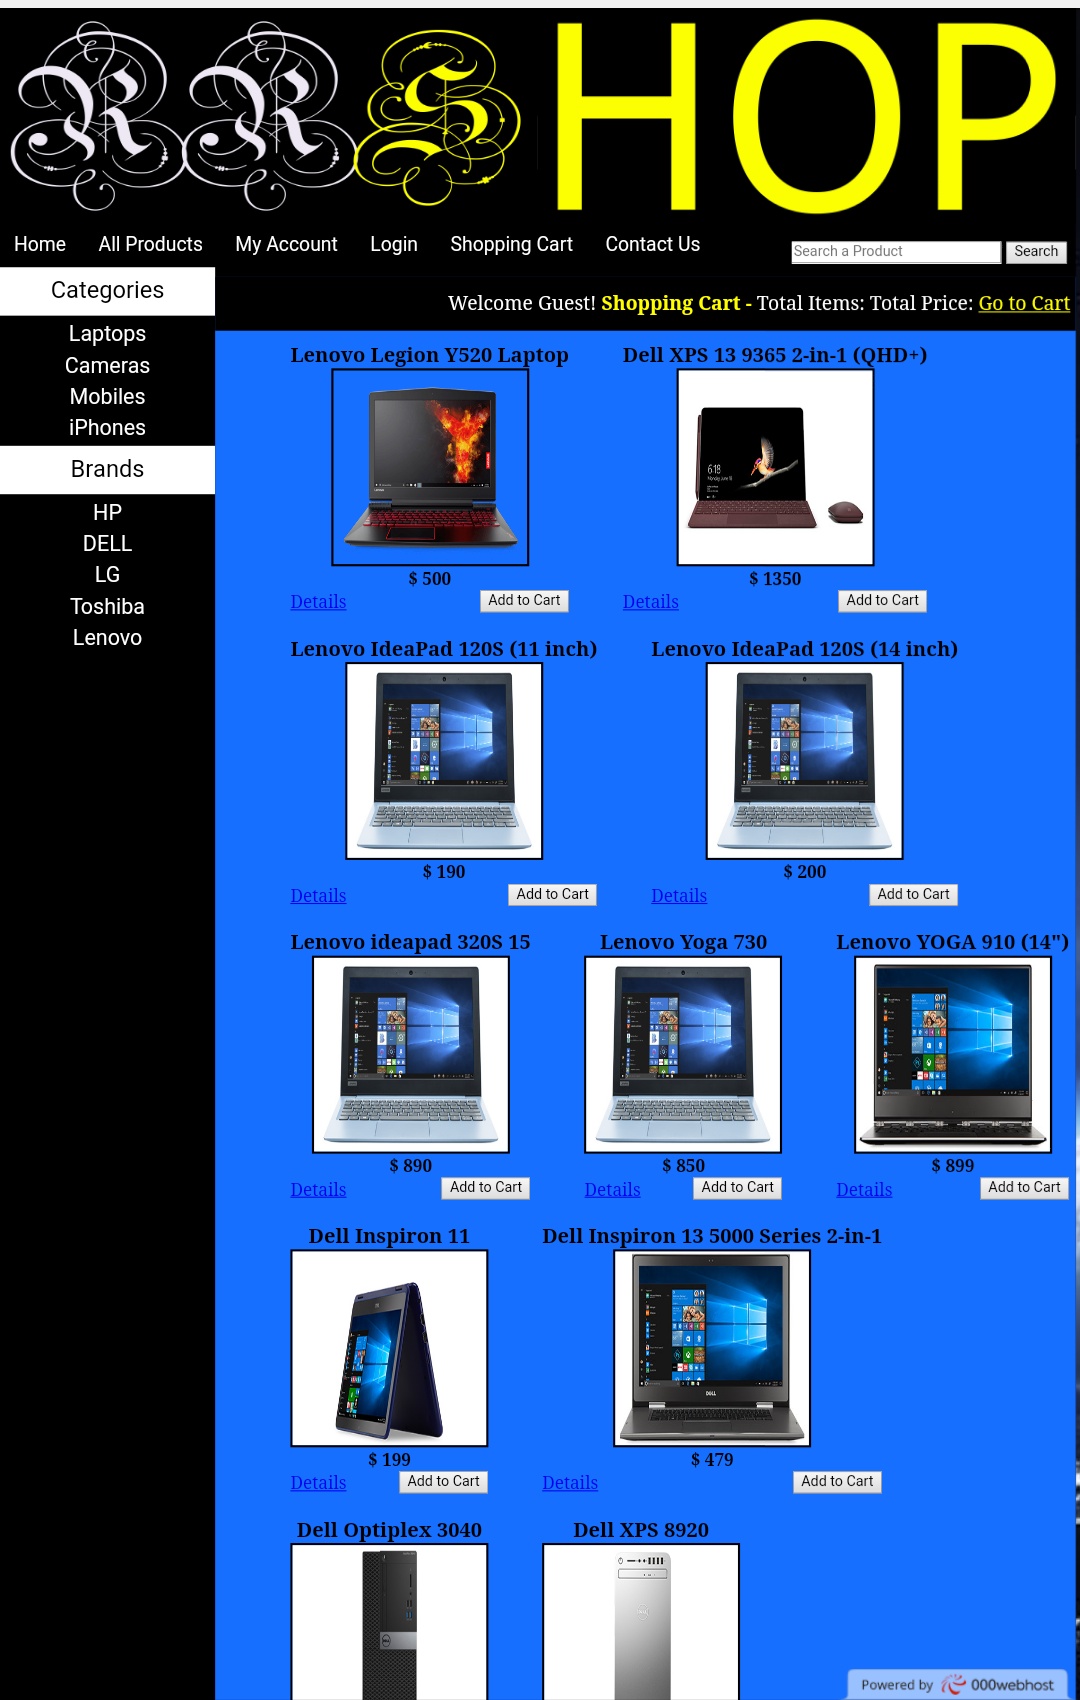 RRSHOP
Home All Products My Account Login Shopping Cart Contact Us Search a Product Search
Categories
Welcome Guest! Shopping Cart - Total Items: Total Price: Go to Cart
Laptops
Cameras
Mobiles
iPhones
Brands
HP
DELL
LG
Toshiba
Lenovo
Lenovo Legion Y520 Laptop Dell XPS 13 9365 2-in-1 (QHD+)
6:18
$ 500 $ 1350
Details Add to Cart Details Add to Cart
Lenovo IdeaPad 120S (11 inch) Lenovo IdeaPad 120S (14 inch)
$ 190 $ 200
Details Add to Cart Details Add to Cart
Lenovo ideapad 320S 15 Lenovo Yoga 730 Lenovo YOGA 910 (14")
$ 890 $ 850 $ 899
Details Add to Cart Details Add to Cart Details Add to Cart
Dell Inspiron 11 Dell Inspiron 13 5000 Series 2-in-1
DELL
$ 199 $ 479
Details Add to Cart Details Add to Cart
Dell Optiplex 3040 Dell XPS 8920
Powered by 000webhost